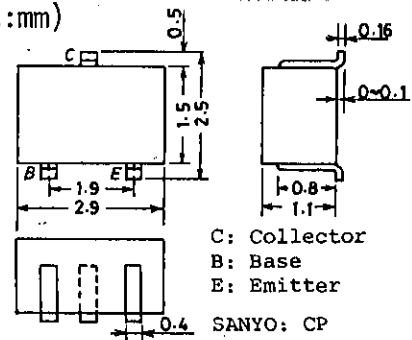 :mm)
C
B
E
0.5
1.5
2.5
1.9
2.9
0.16
0~0.1
0.8
1.1
0.4
C: Collector
B: Base
E: Emitter
SANYO: CP